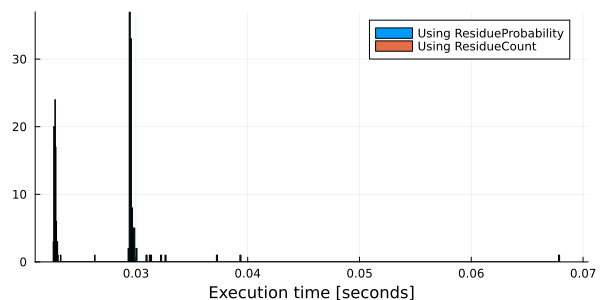 Using ResidueProbability
Using ResidueCount
30
20
10
0
0.03 0.04 0.05 0.06 0.07
Execution time [seconds]